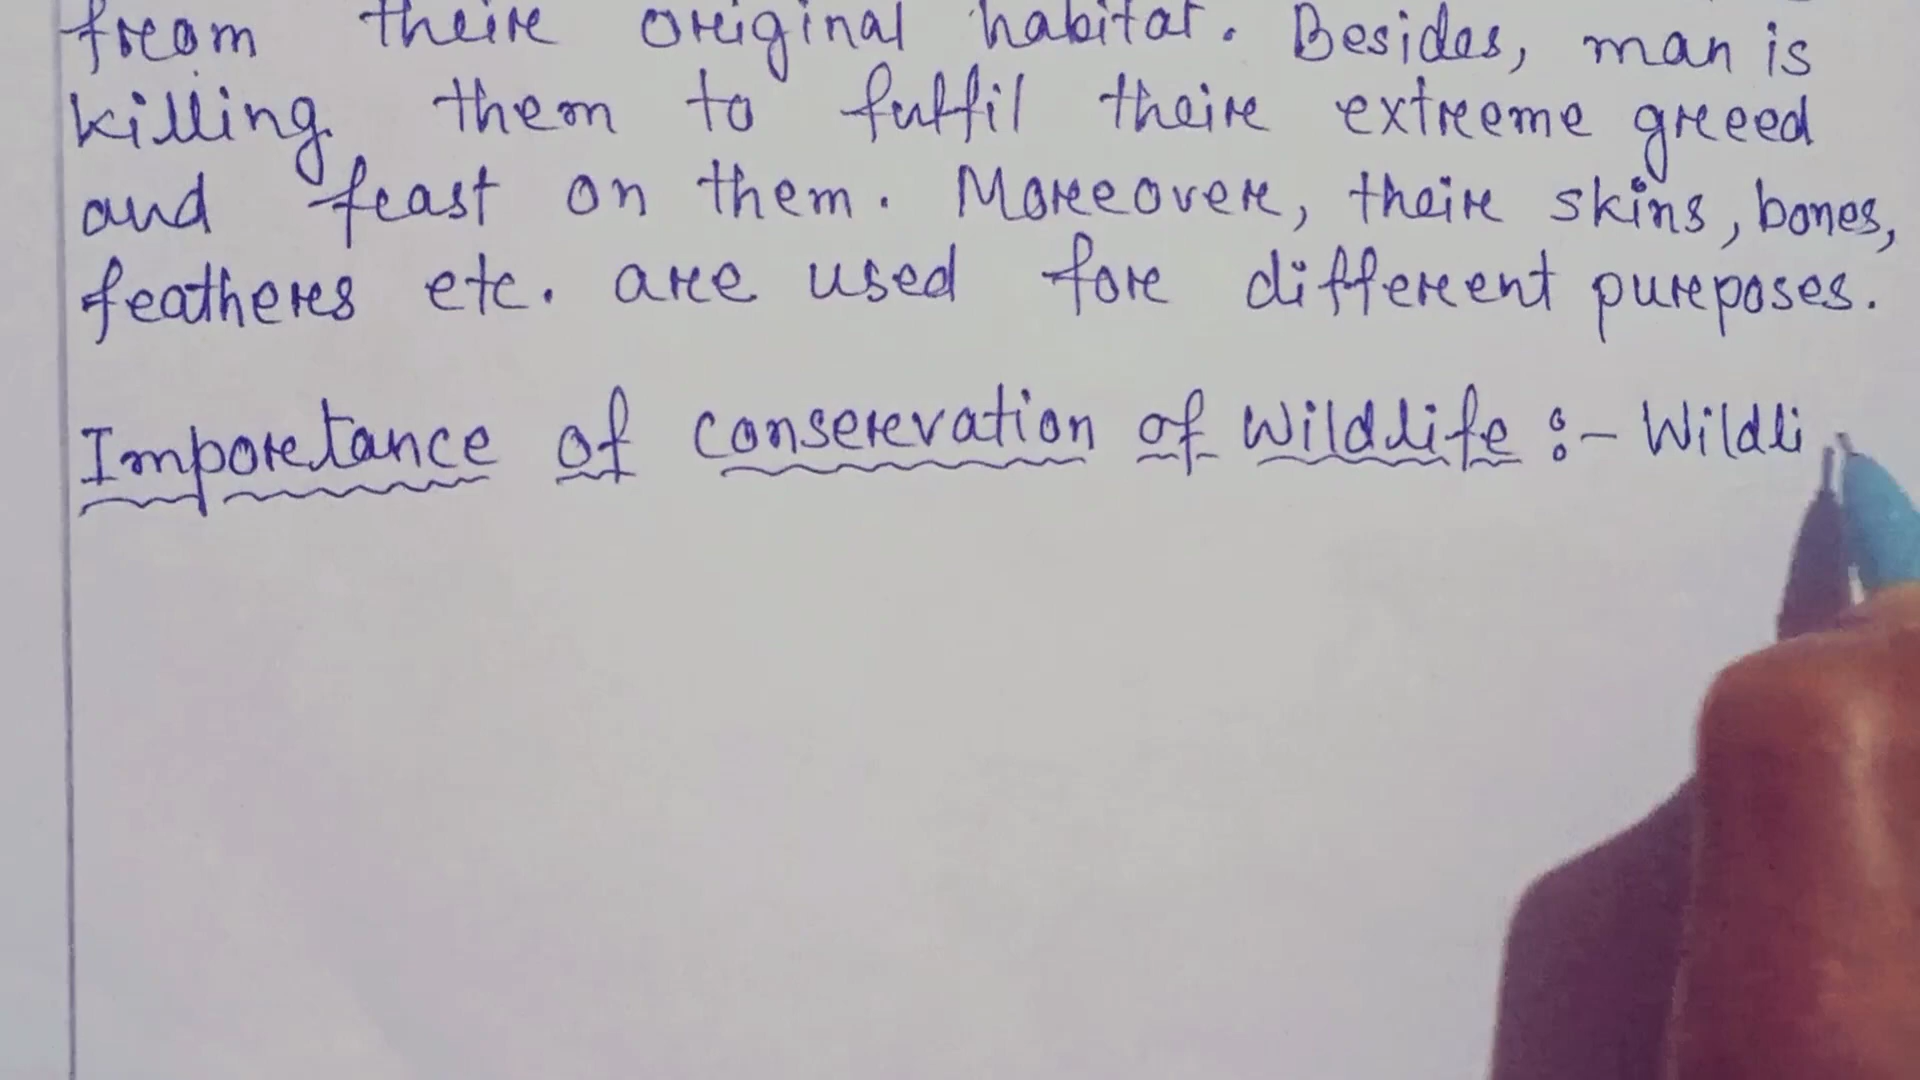 from their original habitat. Besides, man is
killing them to fulfil their extreme greed
and feast on them. Moreover, their skins, bones,
feathers etc. are used for different purposes.
Importance of conservation of wildlife :- Wildli